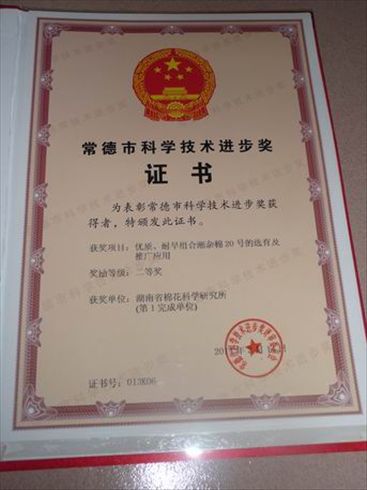 常德市科学技术进步奖
证书
为表彰常德市科学技术进步奖获
得者，特颁发此证书。
获奖项目：优质、耐旱组合湘杂棉20号的选育及
推广应用
奖励等级：二等奖
获奖单位：湖南省棉花科学研究所
(第1完成单位)
证书号：013K06